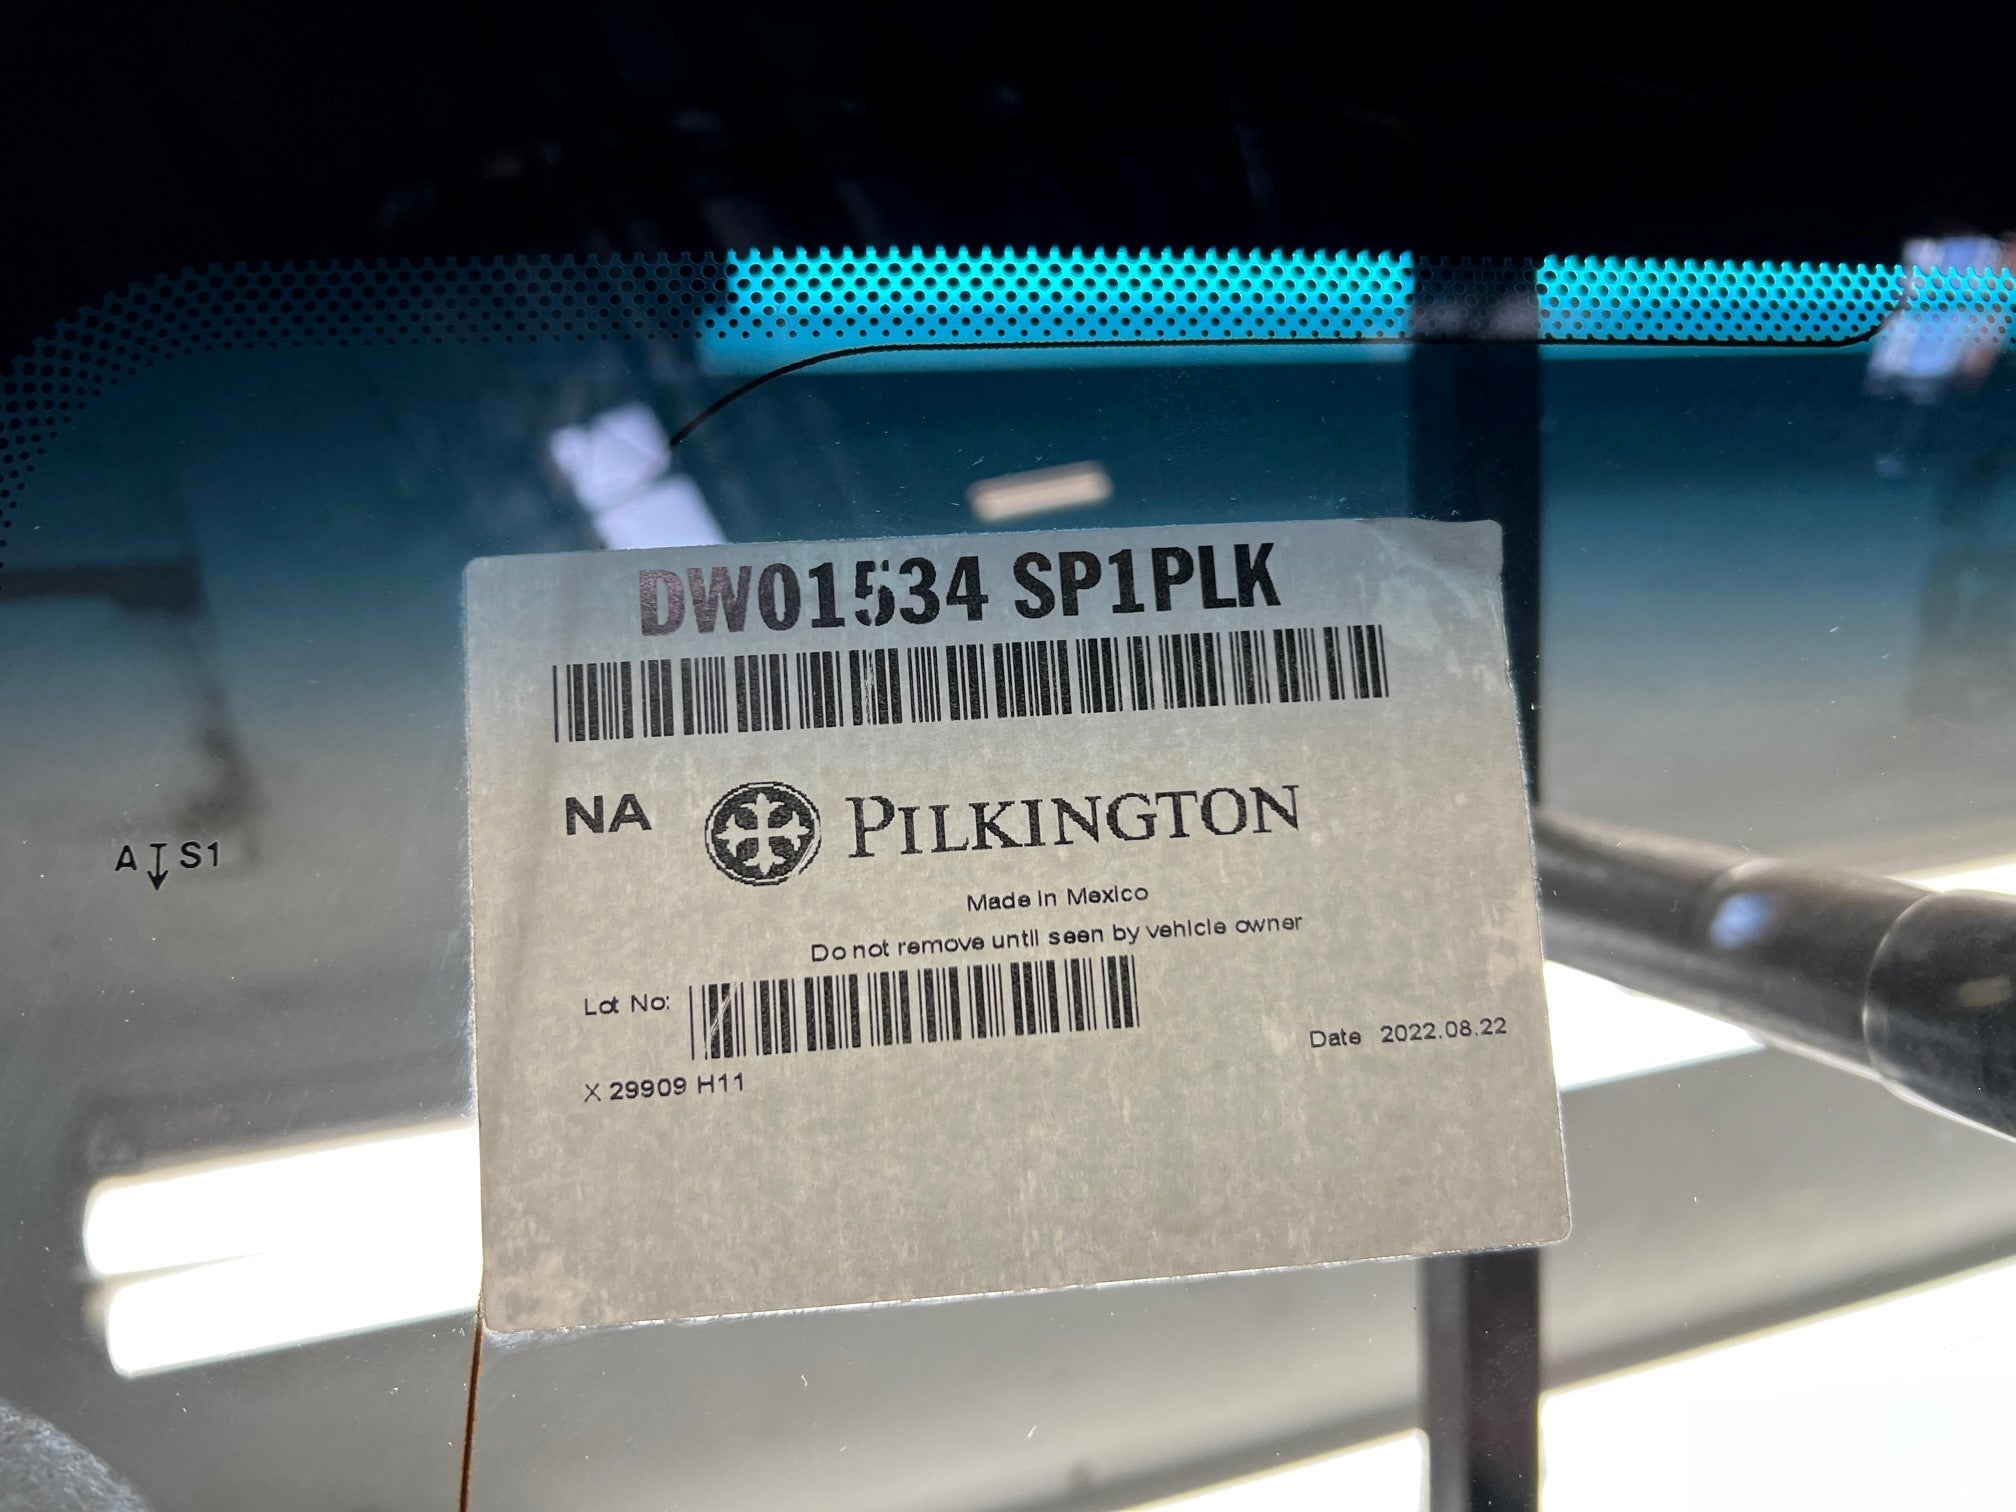 DW01534 SP1PLK
NA PILKINGTON
Made in Mexico
Do not remove until seen by vehicle owner
Lot No:
Date 2022.08.22
X 29909 H11
A S1